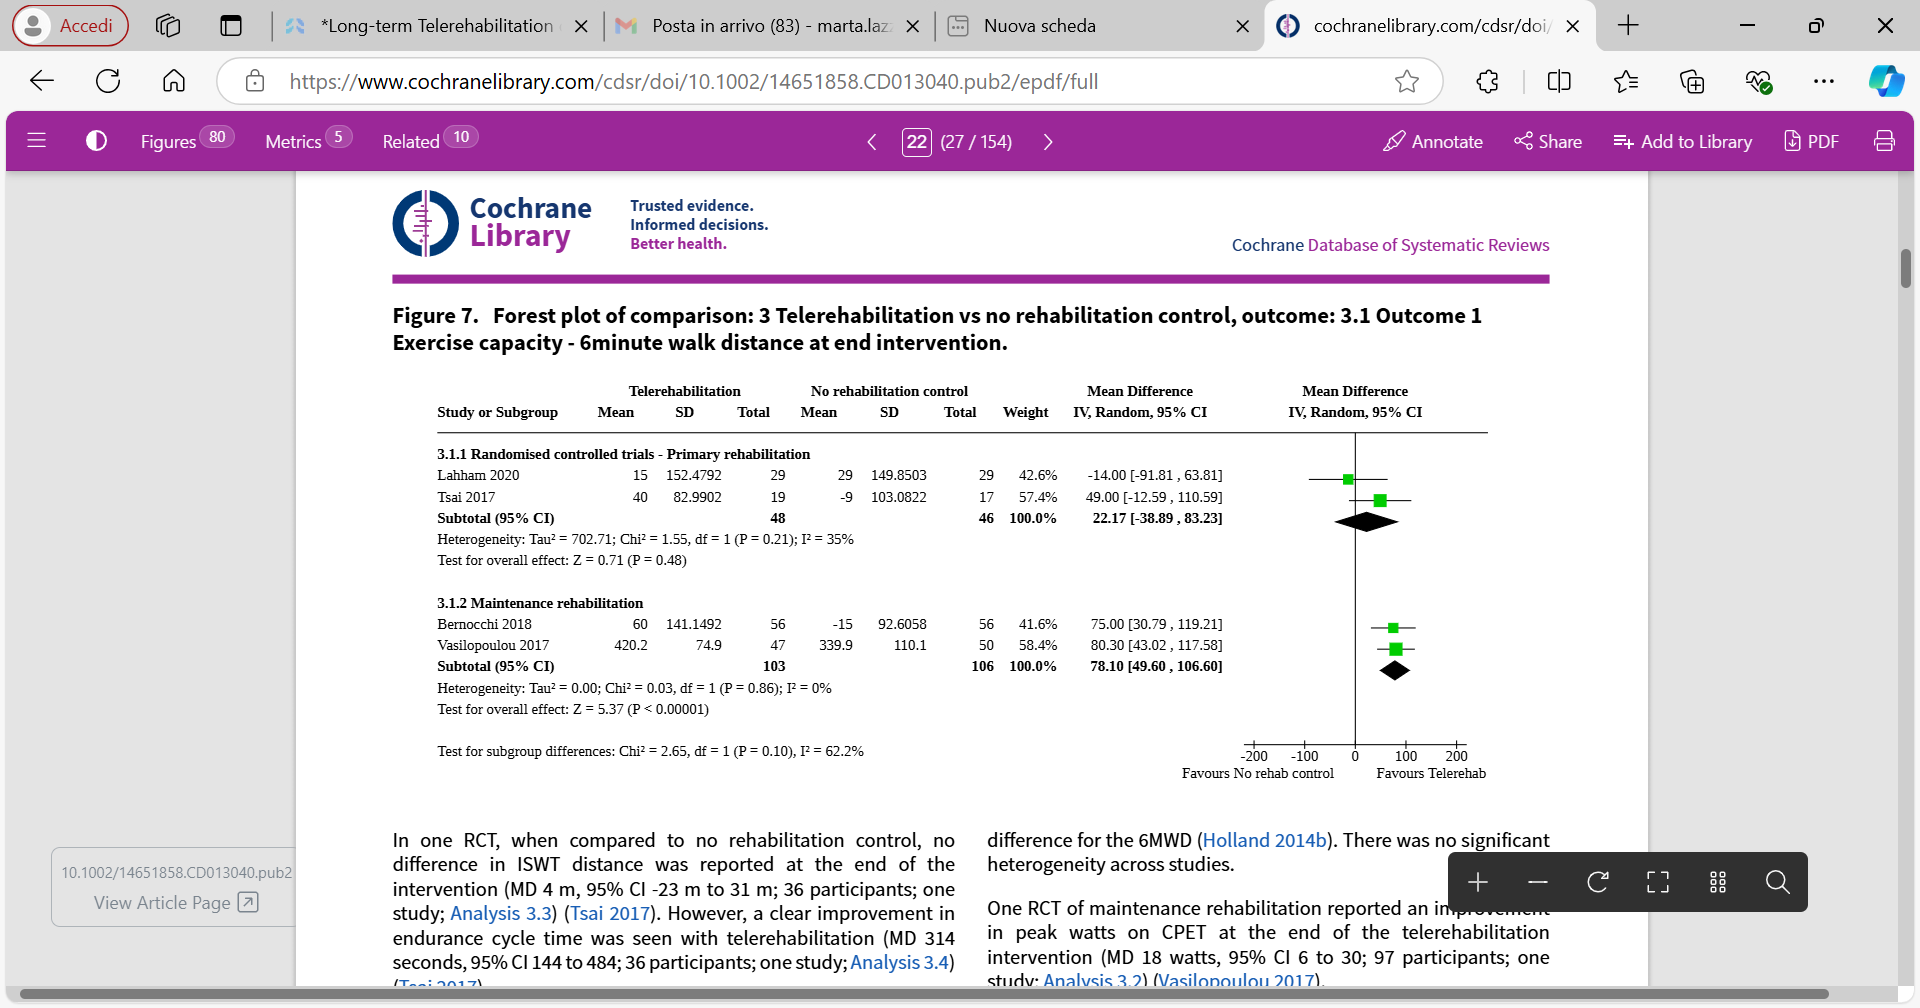 Accedi
*Long-term Telerehabilitation
Posta in arrivo (83) - marta.laz
Nuova scheda
cochranelibrary.com/cdsr/doi/
https://www.cochranelibrary.com/cdsr/doi/10.1002/14651858.CD013040.pub2/epdf/full
Figures 80 Metrics 5 Related 10 22 (27 / 154) Annotate Share Add to Library PDF
Cochrane Library
Trusted evidence.
Informed decisions.
Better health.
Cochrane Database of Systematic Reviews
Figure 7. Forest plot of comparison: 3 Telerehabilitation vs no rehabilitation control, outcome: 3.1 Outcome 1
Exercise capacity - 6minute walk distance at end intervention.
Telerehabilitation No rehabilitation control Mean Difference Mean Difference
Study or Subgroup Mean SD Total Mean SD Total Weight IV, Random, 95% CI IV, Random, 95% CI
3.1.1 Randomised controlled trials - Primary rehabilitation
Lahham 2020 15 152.4792 29 29 149.8503 29 42.6% -14.00 [-91.81 , 63.81]
Tsai 2017 40 82.9902 19 -9 103.0822 17 57.4% 49.00 [-12.59 , 110.59]
Subtotal (95% CI) 48 46 100.0% 22.17 [-38.89 , 83.23]
Heterogeneity: Tau² = 702.71; Chi² = 1.55, df = 1 (P = 0.21); I² = 35%
Test for overall effect: Z = 0.71 (P = 0.48)
3.1.2 Maintenance rehabilitation
Bernocchi 2018 60 141.1492 56 -15 92.6058 56 41.6% 75.00 [30.79 , 119.21]
Vasilopoulou 2017 420.2 74.9 47 339.9 110.1 50 58.4% 80.30 [43.02 , 117.58]
Subtotal (95% CI) 103 106 100.0% 78.10 [49.60 , 106.60]
Heterogeneity: Tau² = 0.00; Chi² = 0.03, df = 1 (P = 0.86); I² = 0%
Test for overall effect: Z = 5.37 (P < 0.00001)
Test for subgroup differences: Chi² = 2.65, df = 1 (P = 0.10), I² = 62.2%
-200 -100 0 100 200
Favours No rehab control Favours Telerehab
In one RCT, when compared to no rehabilitation control, no
difference in ISWT distance was reported at the end of the
intervention (MD 4 m, 95% CI -23 m to 31 m; 36 participants; one
study; Analysis 3.3) (Tsai 2017). However, a clear improvement in
endurance cycle time was seen with telerehabilitation (MD 314
seconds, 95% CI 144 to 484; 36 participants; one study; Analysis 3.4)
(Tsai 2017).
difference for the 6MWD (Holland 2014b). There was no significant
heterogeneity across studies.
One RCT of maintenance rehabilitation reported an improvement
in peak watts on CPET at the end of the telerehabilitation
intervention (MD 18 watts, 95% CI 6 to 30; 97 participants; one
study; Analysis 3.2) (Vasilopoulou 2017).
10.1002/14651858.CD013040.pub2
View Article Page